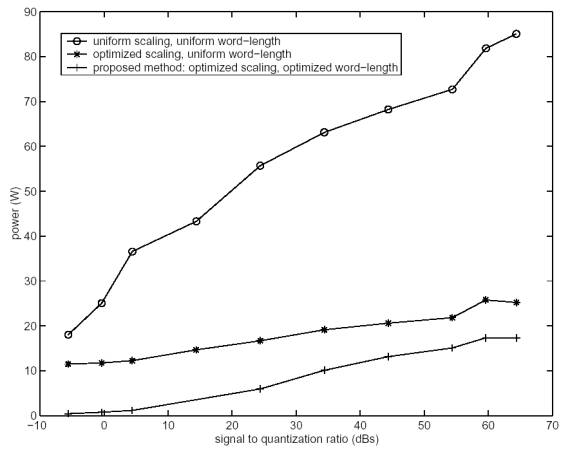 90
80
70
60
50
40
30
20
10
0
power (W)
uniform scaling, uniform word-length
optimized scaling, uniform word-length
proposed method: optimized scaling, optimized word-length
-10 0 10 20 30 40 50 60 70
signal to quantization ratio (dBs)